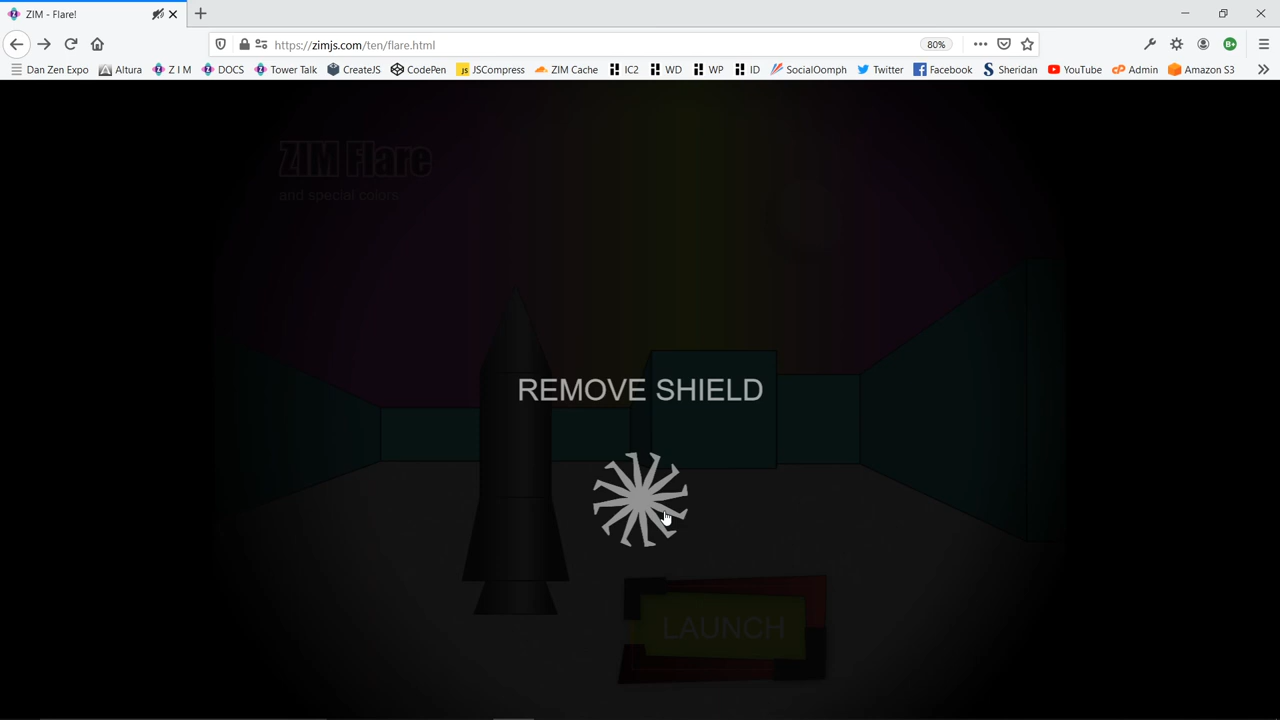 ZIM - Flare!
https://zimjs.com/ten/flare.html
80%
Dan Zen Expo
Altura
Z I M
DOCS
Tower Talk
CreateJS
CodePen
JSCompress
ZIM Cache
IC2
WD
WP
ID
SocialOomph
Twitter
Facebook
Sheridan
YouTube
Admin
Amazon S3
ZIM Flare
and special colors
REMOVE SHIELD
LAUNCH